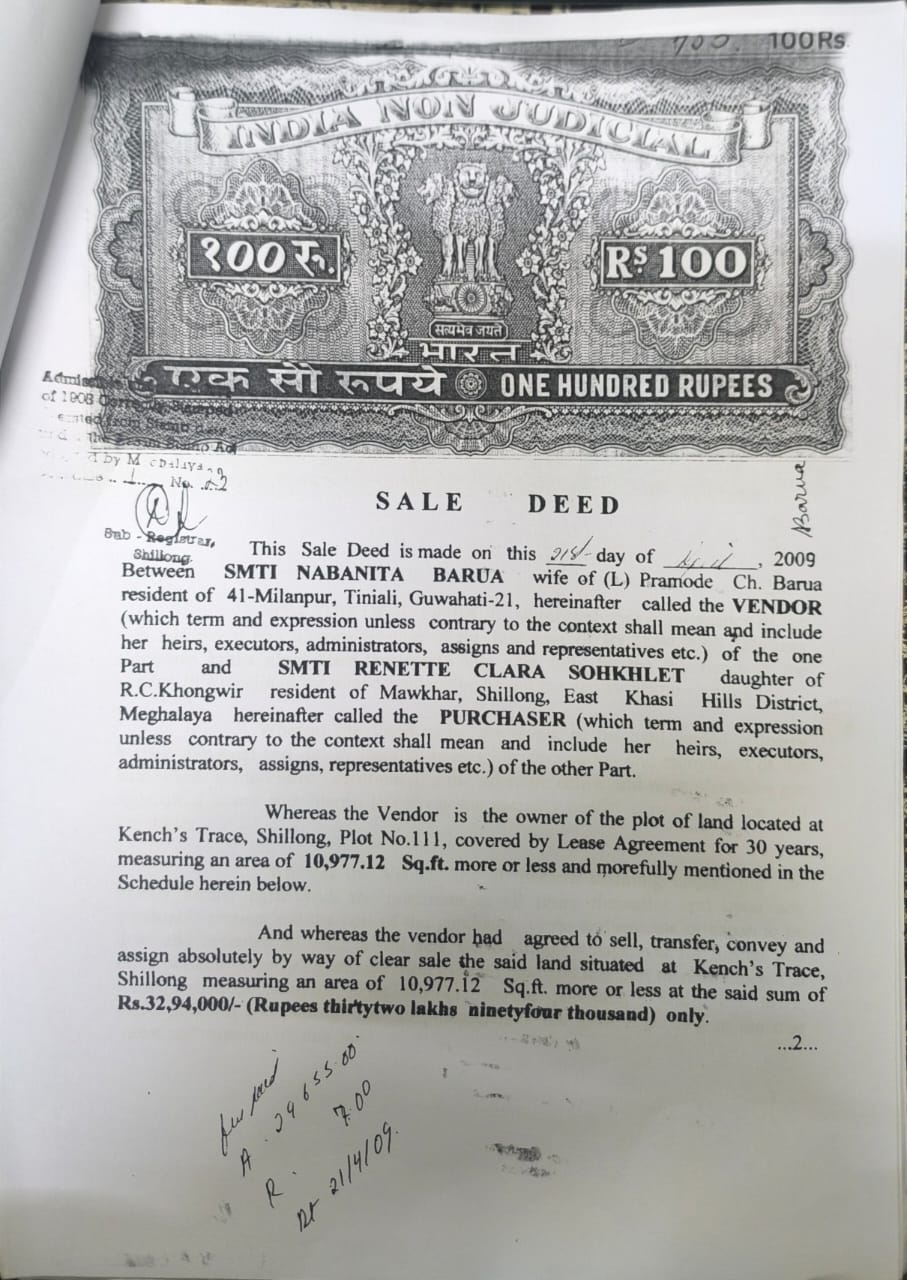 700. 100Rs.
INDIA NON JUDICIAL
१00 रु.
Rs 100
सत्यमेव जयते
भारत
एक सौ रुपये ONE HUNDRED RUPEES
of 1908
by
No.
Sub - Registrar,
Shillong.
Barua
SALE DEED
This Sale Deed is made on this 21st day of April, 2009
Between SMTI NABANITA BARUA wife of (L) Pramode Ch. Barua
resident of 41-Milanpur, Tiniali, Guwahati-21, hereinafter called the VENDOR
(which term and expression unless contrary to the context shall mean and include
her heirs, executors, administrators, assigns and representatives etc.) of the one
Part and SMTI RENETTE CLARA SOHKHLET daughter of
R.C.Khongwir resident of Mawkhar, Shillong, East Khasi Hills District,
Meghalaya hereinafter called the PURCHASER (which term and expression
unless contrary to the context shall mean and include her heirs, executors,
administrators, assigns, representatives etc.) of the other Part.
Whereas the Vendor is the owner of the plot of land located at
Kench's Trace, Shillong, Plot No.111, covered by Lease Agreement for 30 years,
measuring an area of 10,977.12 Sq.ft. more or less and morefully mentioned in the
Schedule herein below.
And whereas the vendor had agreed to sell, transfer, convey and
assign absolutely by way of clear sale the said land situated at Kench's Trace,
Shillong measuring an area of 10,977.12 Sq.ft. more or less at the said sum of
Rs.32,94,000/- (Rupees thirtytwo lakhs ninetyfour thousand) only.
...2...
A. 29655.00
R. 7.00
Dt 21/4/09.